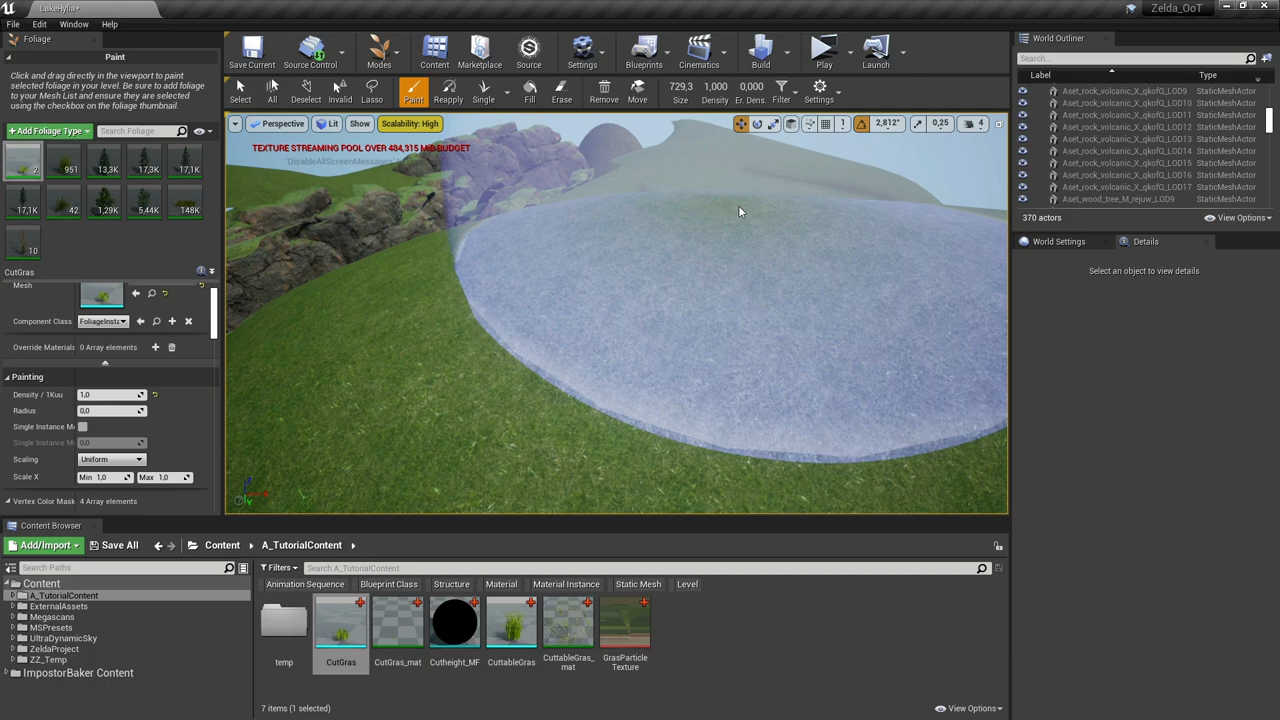 LakeHylia*
Zelda_OoT
File Edit Window Help
Foliage
Paint
Click and drag directly in the viewport to paint
selected foliage in your level. Be sure to add foliage
to your Mesh List and ensure they are selected
using the checkbox on the foliage thumbnail.
+Add Foliage Type
Search Foliage
2 951 13,3K 17,3K 17,1K
17,1K 42 1,29K 5,44K 148K
10
CutGras
Mesh
Component Class
FoliageInsta
Override Materials
0 Array elements
Painting
Density / 1Kuu
1,0
Radius
0,0
Single Instance M
Single Instance M
0,0
Scaling
Uniform
Scale X
Min 1,0
Max 1,0
Vertex Color Mask
4 Array elements
Save Current Source Control Modes Content Marketplace Source Settings Blueprints Cinematics Build Play Launch
729,3 1,000 0,000
Select All Deselect Invalid Lasso Paint Reapply Single Fill Erase Remove Move Size Density Er. Dens. Filter Settings
Perspective Lit Show Scalability: High
1 2,812° 0,25 4
TEXTURE STREAMING POOL OVER 484,315 MiB BUDGET
World Outliner
Search...
Label Type
Aset_rock_volcanic_X_qkofQ_LOD9 StaticMeshActor
Aset_rock_volcanic_X_qkofQ_LOD10 StaticMeshActor
Aset_rock_volcanic_X_qkofQ_LOD11 StaticMeshActor
Aset_rock_volcanic_X_qkofQ_LOD12 StaticMeshActor
Aset_rock_volcanic_X_qkofQ_LOD13 StaticMeshActor
Aset_rock_volcanic_X_qkofQ_LOD14 StaticMeshActor
Aset_rock_volcanic_X_qkofQ_LOD15 StaticMeshActor
Aset_rock_volcanic_X_qkofQ_LOD16 StaticMeshActor
Aset_rock_volcanic_X_qkofQ_LOD17 StaticMeshActor
Aset_wood_tree_M_rejuw_LOD9 StaticMeshActor
370 actors
View Options
World Settings
Details
Select an object to view details.
Content Browser
Add/Import
Save All
Content
A_TutorialContent
Search Paths
Filters
Search A_TutorialContent
Animation Sequence Blueprint Class Structure Material Material Instance Static Mesh Level
Content
A_TutorialContent
ExternalAssets
Megascans
MSPresets
UltraDynamicSky
ZeldaProject
ZZ_Temp
ImpostorBaker Content
temp
CutGras
CutGras_mat
Cutheight_MF
CuttableGras
CuttableGras_
mat
GrasParticle
Texture
7 items (1 selected)
View Options